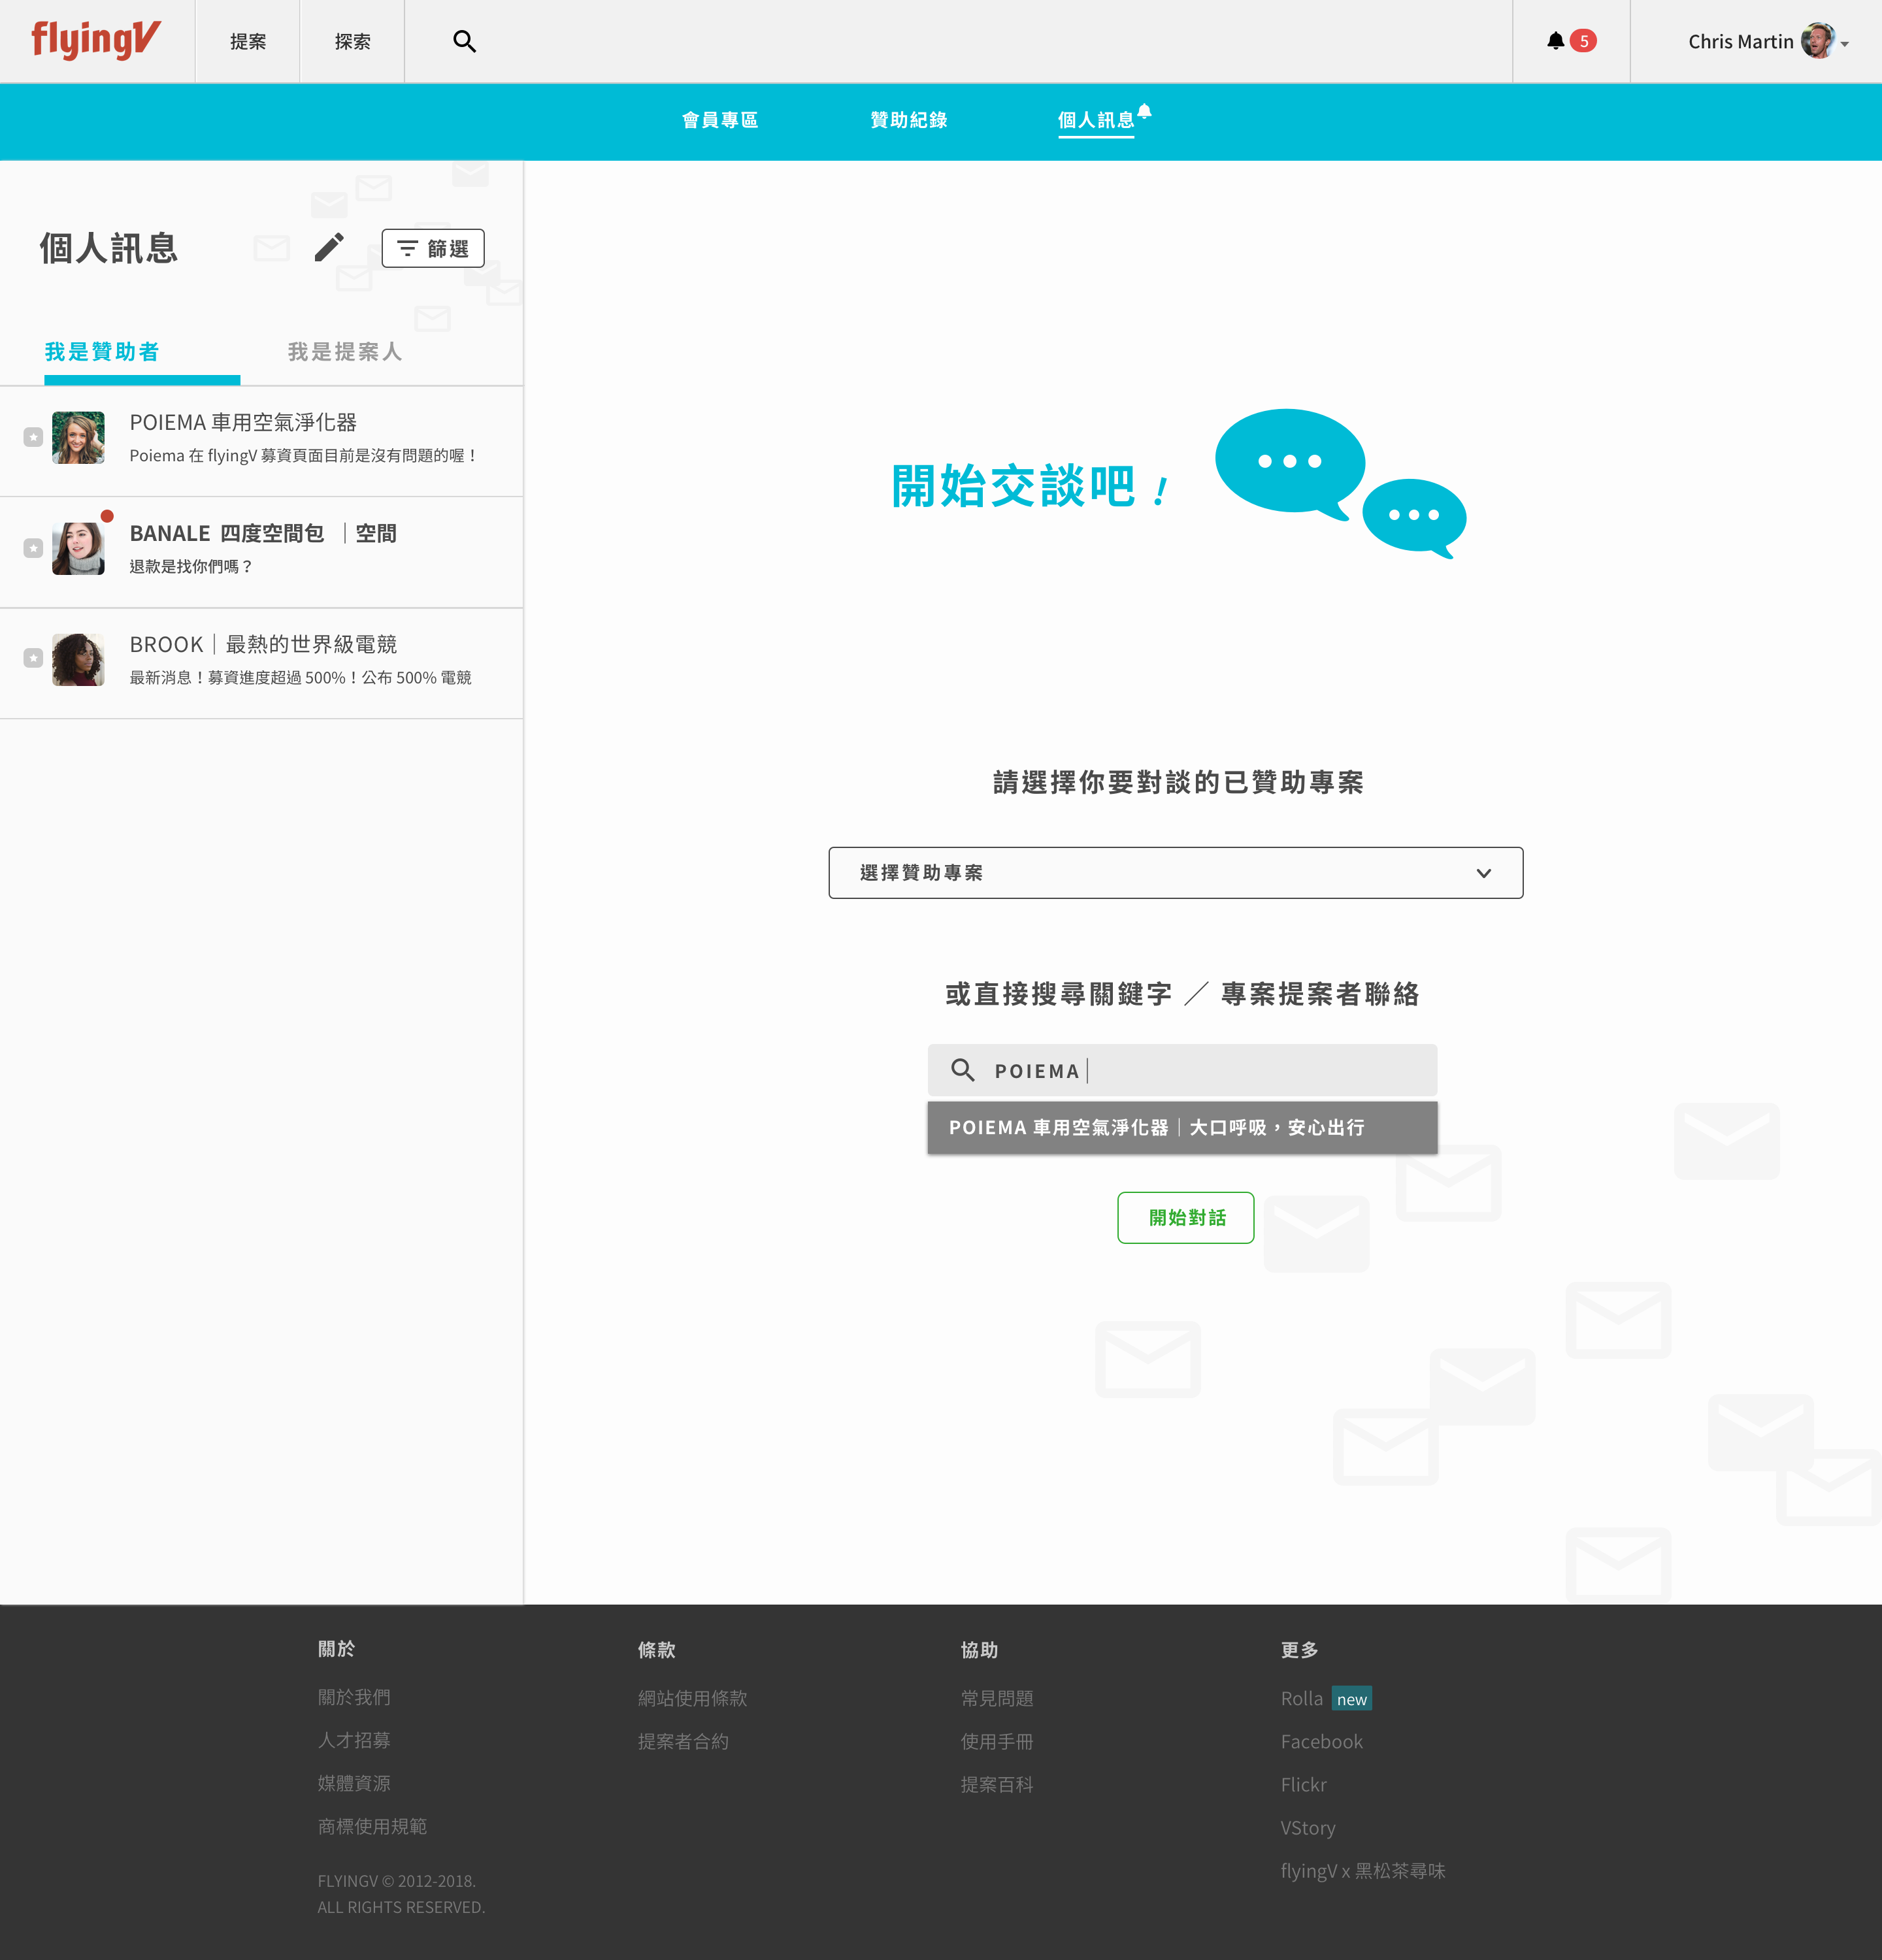 flyingV
提案
探索
5
Chris Martin
會員專區
贊助紀錄
個人訊息
個人訊息
篩選
我是贊助者
我是提案人
POIEMA 車用空氣淨化器
Poiema 在 flyingV 募資頁面目前是沒有問題的喔！
BANALE 四度空間包 ｜空間
退款是找你們嗎？
BROOK｜最熱的世界級電競
最新消息！募資進度超過 500%！公布 500% 電競
開始交談吧！
請選擇你要對談的已贊助專案
選擇贊助專案
或直接搜尋關鍵字 ／ 專案提案者聯絡
POIEMA
POIEMA 車用空氣淨化器｜大口呼吸，安心出行
開始對話
關於
關於我們
人才招募
媒體資源
商標使用規範
FLYINGV © 2012-2018.
ALL RIGHTS RESERVED.
條款
網站使用條款
提案者合約
協助
常見問題
使用手冊
提案百科
更多
Rolla new
Facebook
Flickr
VStory
flyingV x 黑松茶尋味